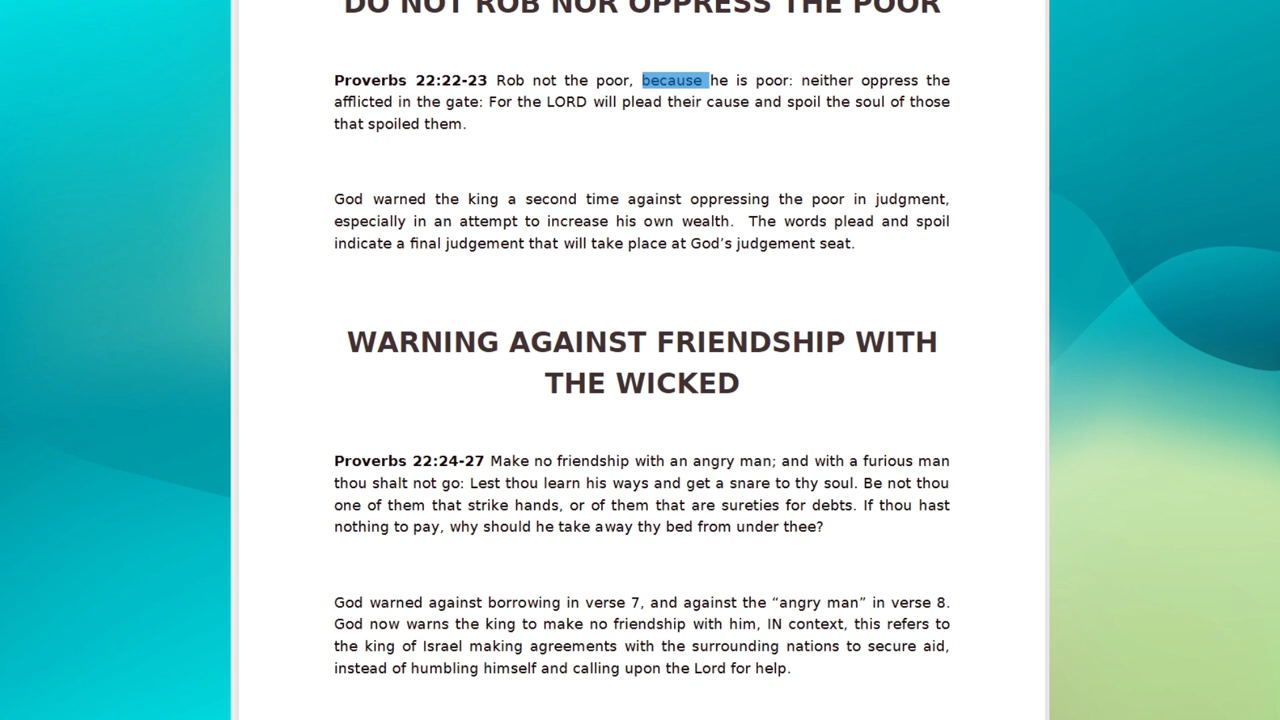 DO NOT ROB NOR OPPRESS THE POOR
Proverbs 22:22-23 Rob not the poor, because he is poor: neither oppress the
afflicted in the gate: For the LORD will plead their cause and spoil the soul of those
that spoiled them.
God warned the king a second time against oppressing the poor in judgment,
especially in an attempt to increase his own wealth.  The words plead and spoil
indicate a final judgement that will take place at God’s judgement seat.
WARNING AGAINST FRIENDSHIP WITH
THE WICKED
Proverbs 22:24-27 Make no friendship with an angry man; and with a furious man
thou shalt not go: Lest thou learn his ways and get a snare to thy soul. Be not thou
one of them that strike hands, or of them that are sureties for debts. If thou hast
nothing to pay, why should he take away thy bed from under thee?
God warned against borrowing in verse 7, and against the “angry man” in verse 8.
God now warns the king to make no friendship with him, IN context, this refers to
the king of Israel making agreements with the surrounding nations to secure aid,
instead of humbling himself and calling upon the Lord for help.